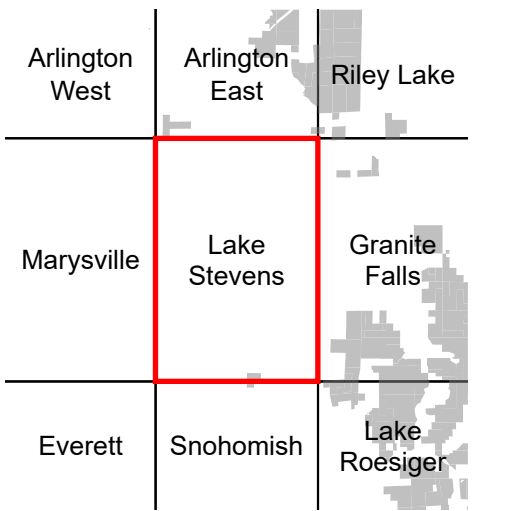 Arlington
West
Arlington
East
Riley Lake
Marysville
Lake
Stevens
Granite
Falls
Everett
Snohomish
Lake
Roesiger